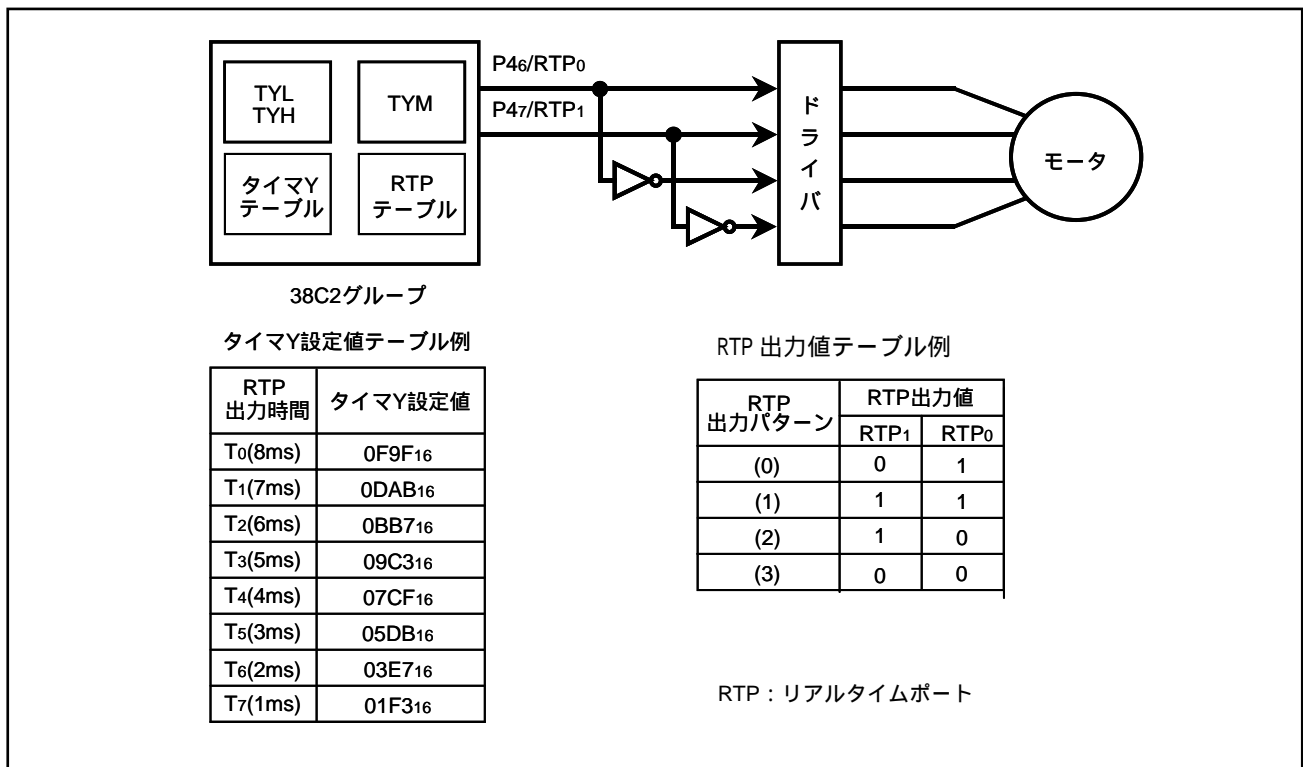 P46/RTP0
P47/RTP1
TYL
TYH
TYM
タイマY
テーブル
RTP
テーブル
ドライバ
モータ
38C2グループ
タイマY設定値テーブル例
RTP
出力時間
タイマY設定値
T0(8ms) 0F9F16
T1(7ms) 0DAB16
T2(6ms) 0BB716
T3(5ms) 09C316
T4(4ms) 07CF16
T5(3ms) 05DB16
T6(2ms) 03E716
T7(1ms) 01F316
RTP 出力値テーブル例
RTP
出力パターン
RTP出力値
RTP1 RTP0
(0) 0 1
(1) 1 1
(2) 1 0
(3) 0 0
RTP：リアルタイムポート